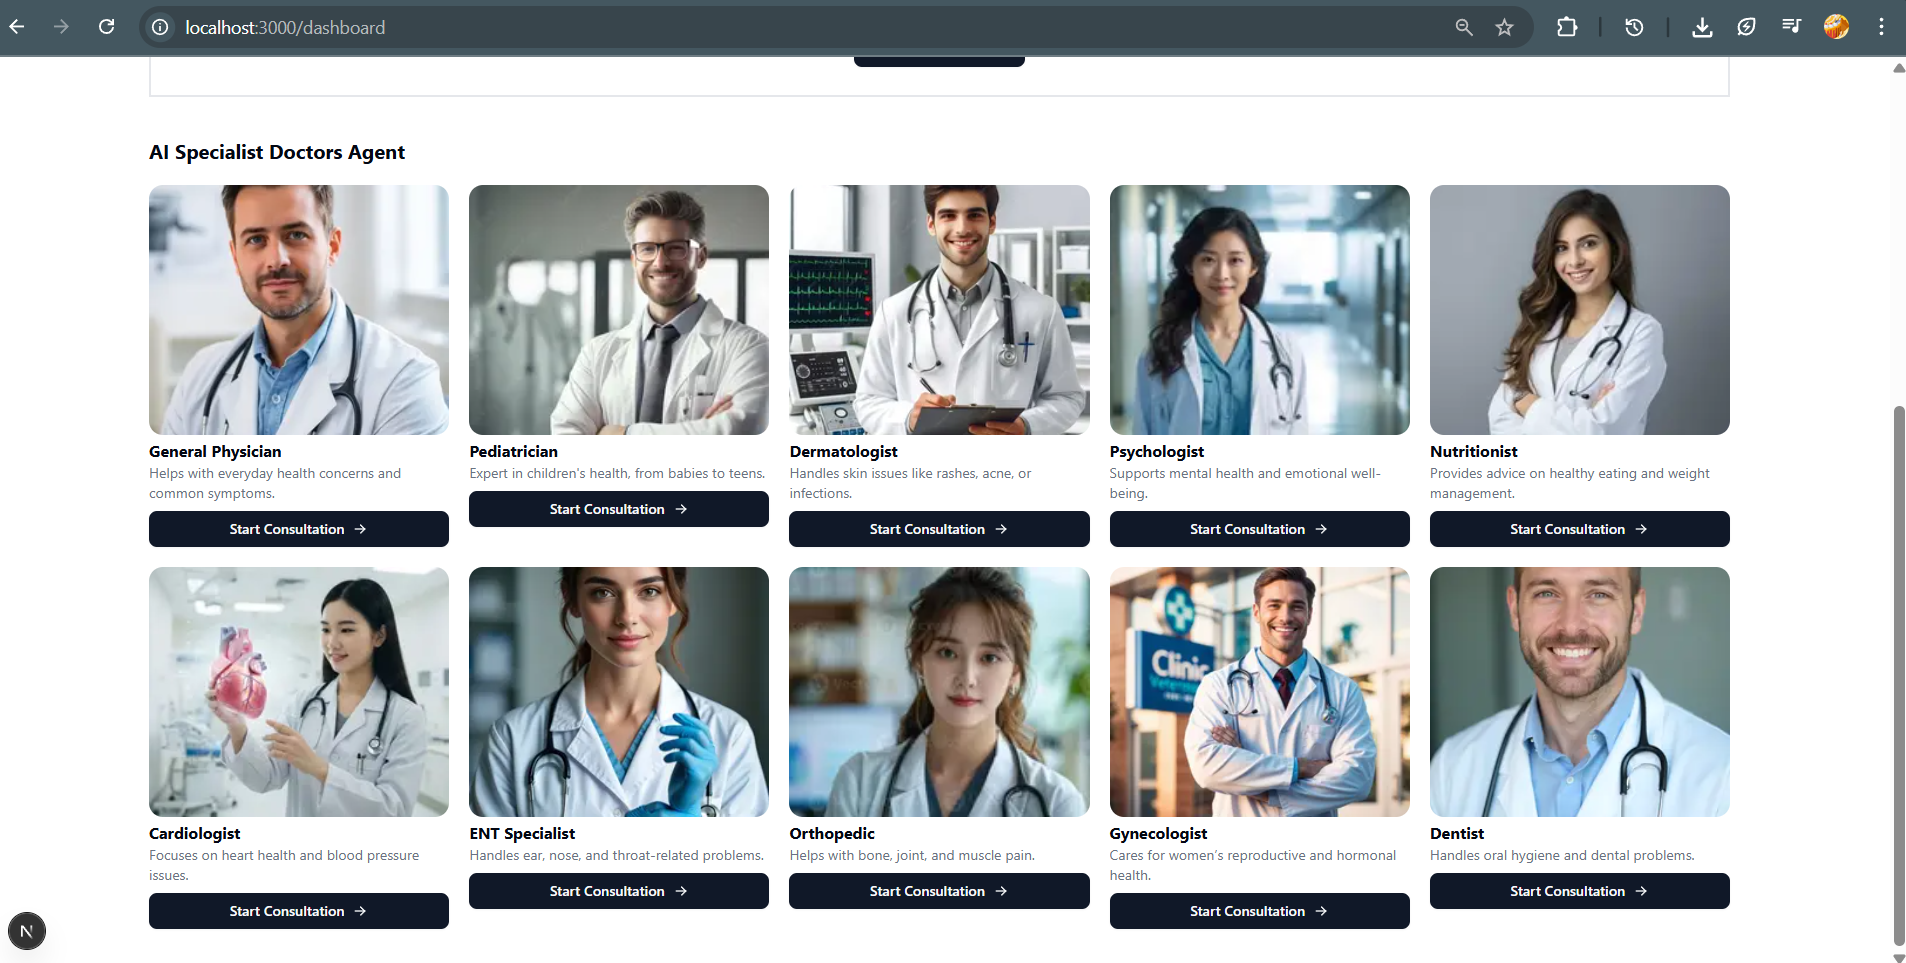 localhost:3000/dashboard
AI Specialist Doctors Agent
General Physician
Helps with everyday health concerns and
common symptoms.
Start Consultation →
Pediatrician
Expert in children's health, from babies to teens.
Start Consultation →
Dermatologist
Handles skin issues like rashes, acne, or
infections.
Start Consultation →
Psychologist
Supports mental health and emotional well-
being.
Start Consultation →
Nutritionist
Provides advice on healthy eating and weight
management.
Start Consultation →
Cardiologist
Focuses on heart health and blood pressure
issues.
Start Consultation →
ENT Specialist
Handles ear, nose, and throat-related problems.
Start Consultation →
Orthopedic
Helps with bone, joint, and muscle pain.
Start Consultation →
Clinic
Gynecologist
Cares for women’s reproductive and hormonal
health.
Start Consultation →
Dentist
Handles oral hygiene and dental problems.
Start Consultation →
N